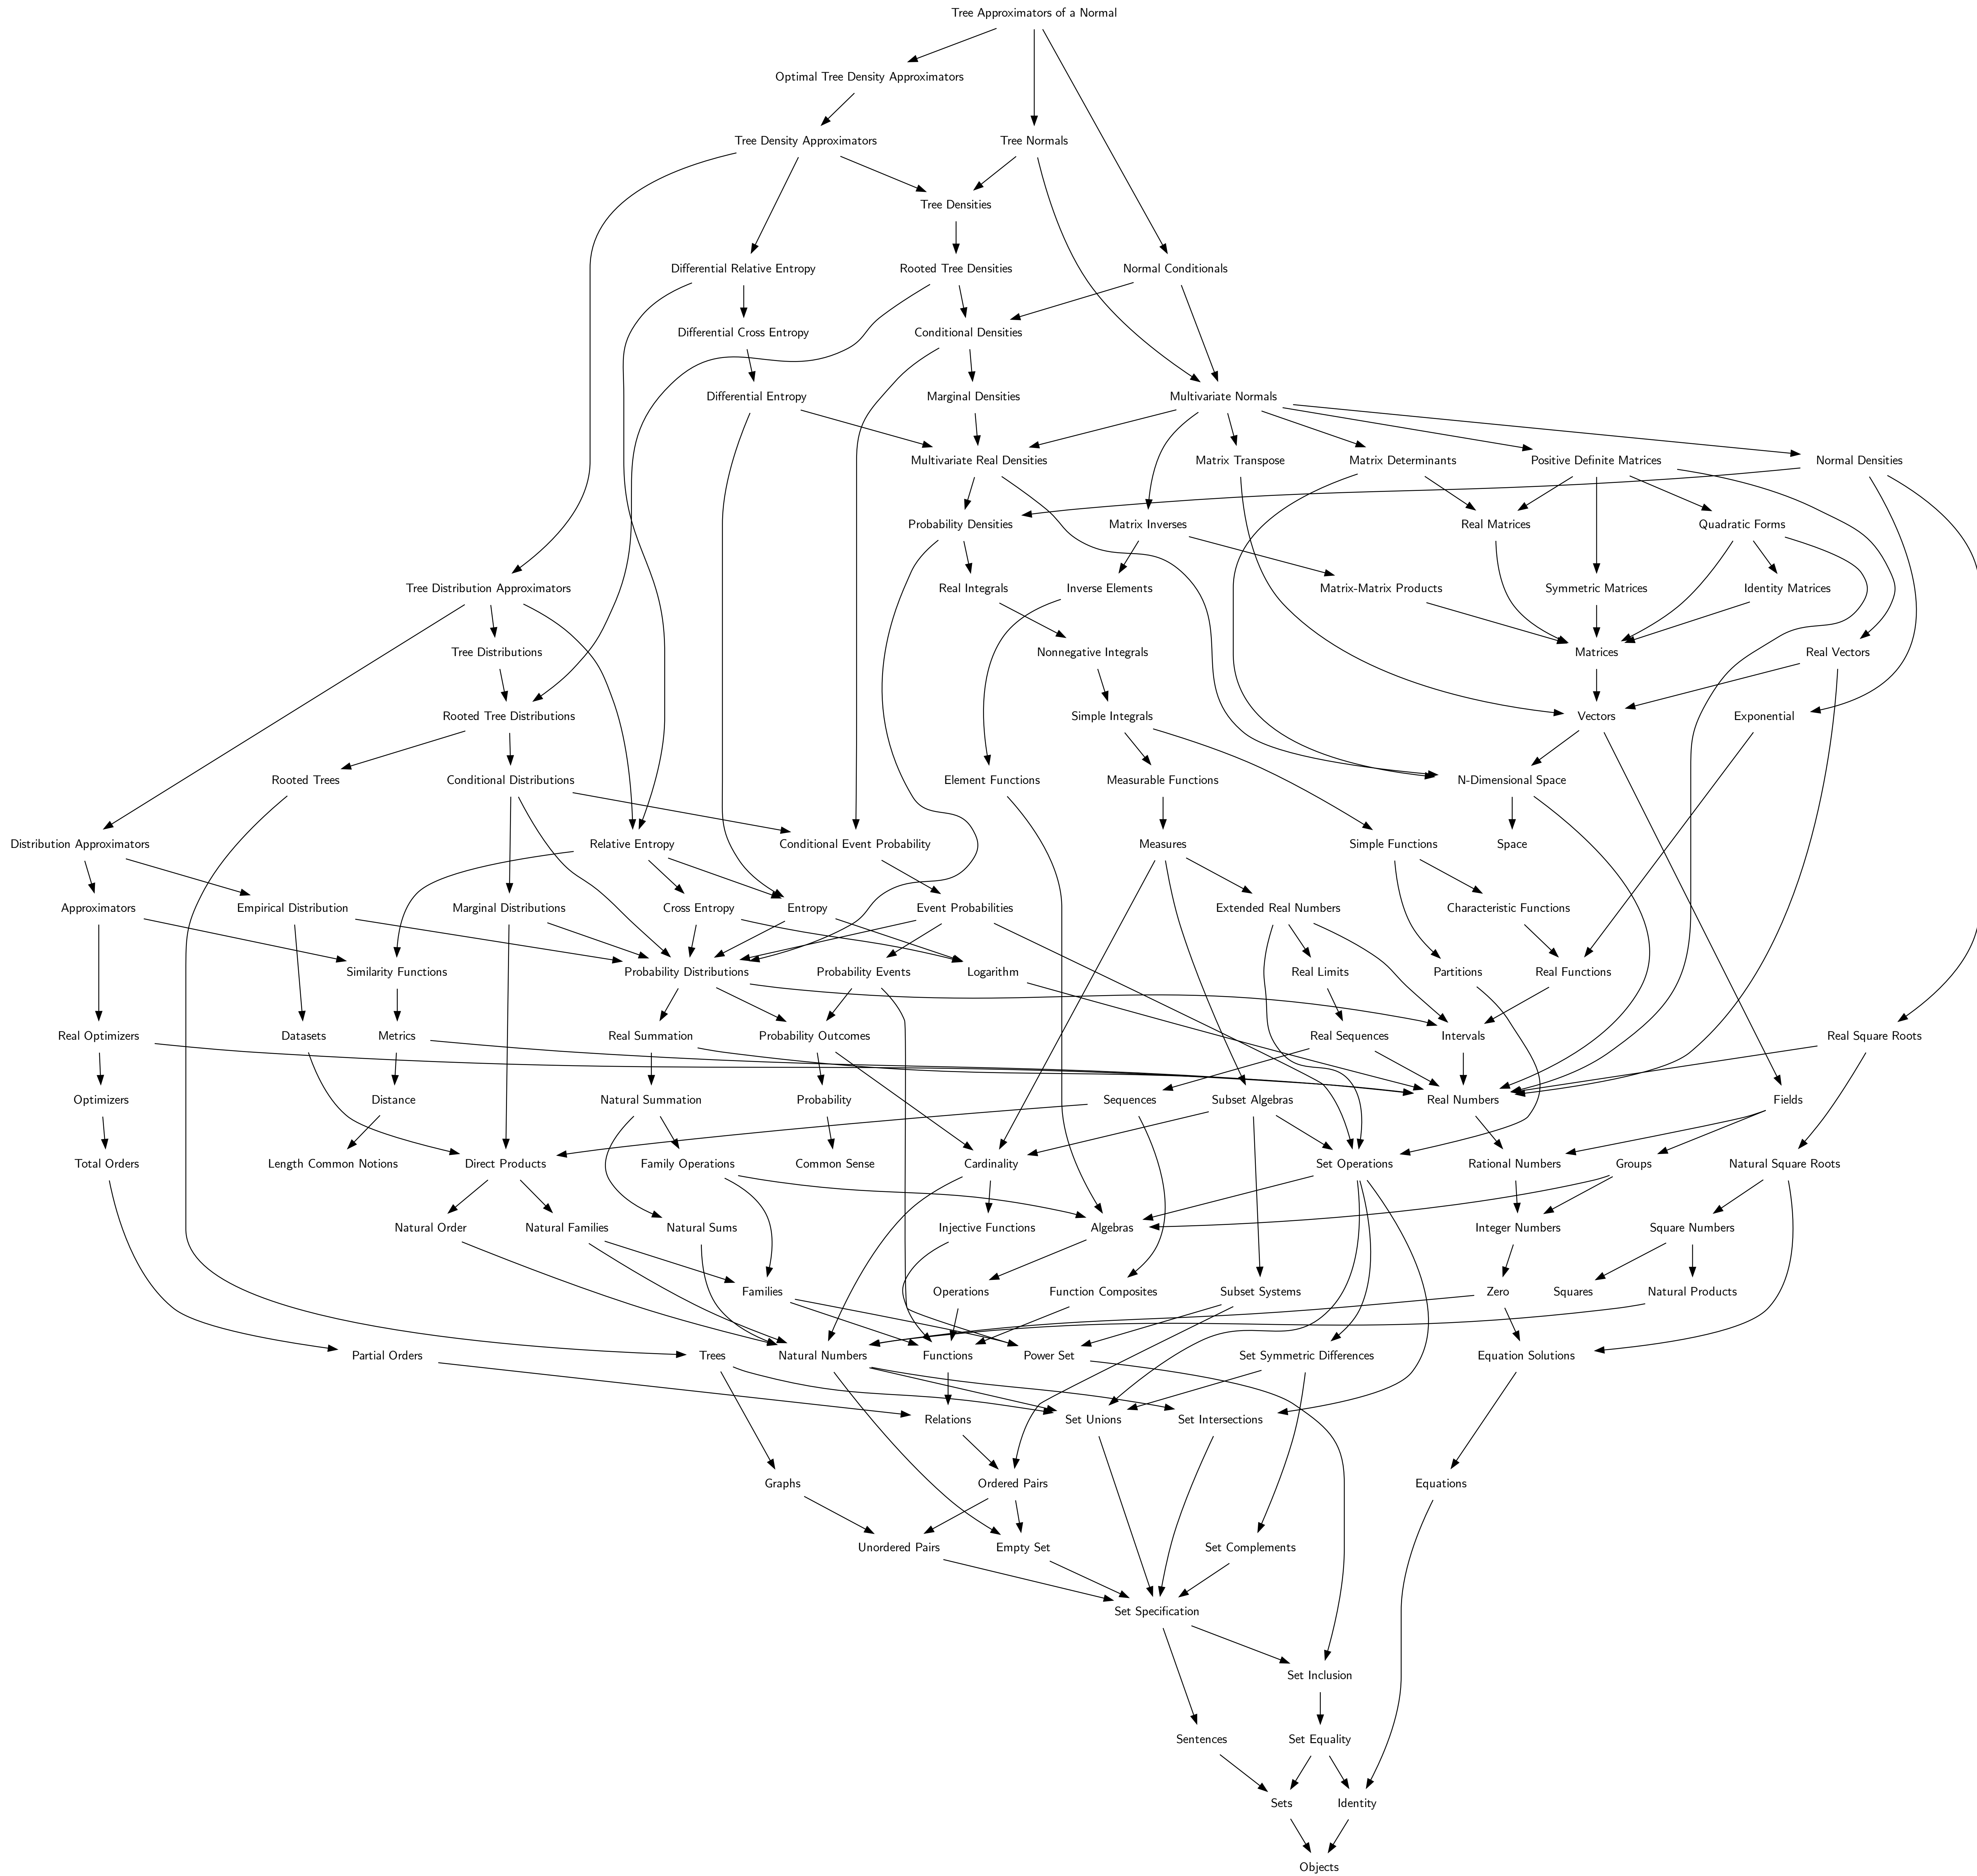 Tree Approximators of a Normal
Optimal Tree Density Approximators
Tree Density Approximators
Tree Normals
Tree Densities
Differential Relative Entropy
Rooted Tree Densities
Normal Conditionals
Differential Cross Entropy
Conditional Densities
Differential Entropy
Marginal Densities
Multivariate Normals
Multivariate Real Densities
Matrix Transpose
Matrix Determinants
Positive Definite Matrices
Normal Densities
Probability Densities
Matrix Inverses
Real Matrices
Quadratic Forms
Tree Distribution Approximators
Real Integrals
Inverse Elements
Matrix-Matrix Products
Symmetric Matrices
Identity Matrices
Tree Distributions
Nonnegative Integrals
Matrices
Real Vectors
Rooted Tree Distributions
Simple Integrals
Vectors
Exponential
Rooted Trees
Conditional Distributions
Element Functions
Measurable Functions
N-Dimensional Space
Distribution Approximators
Relative Entropy
Conditional Event Probability
Measures
Simple Functions
Space
Approximators
Empirical Distribution
Marginal Distributions
Cross Entropy
Entropy
Event Probabilities
Extended Real Numbers
Characteristic Functions
Similarity Functions
Probability Distributions
Probability Events
Logarithm
Real Limits
Partitions
Real Functions
Real Optimizers
Datasets
Metrics
Real Summation
Probability Outcomes
Real Sequences
Intervals
Real Square Roots
Optimizers
Distance
Natural Summation
Probability
Sequences
Subset Algebras
Real Numbers
Fields
Total Orders
Length Common Notions
Direct Products
Family Operations
Common Sense
Cardinality
Set Operations
Rational Numbers
Groups
Natural Square Roots
Natural Order
Natural Families
Natural Sums
Injective Functions
Algebras
Integer Numbers
Square Numbers
Families
Operations
Function Composites
Subset Systems
Zero
Squares
Natural Products
Partial Orders
Trees
Natural Numbers
Functions
Power Set
Set Symmetric Differences
Equation Solutions
Relations
Set Unions
Set Intersections
Graphs
Ordered Pairs
Equations
Unordered Pairs
Empty Set
Set Complements
Set Specification
Set Inclusion
Sentences
Set Equality
Sets
Identity
Objects